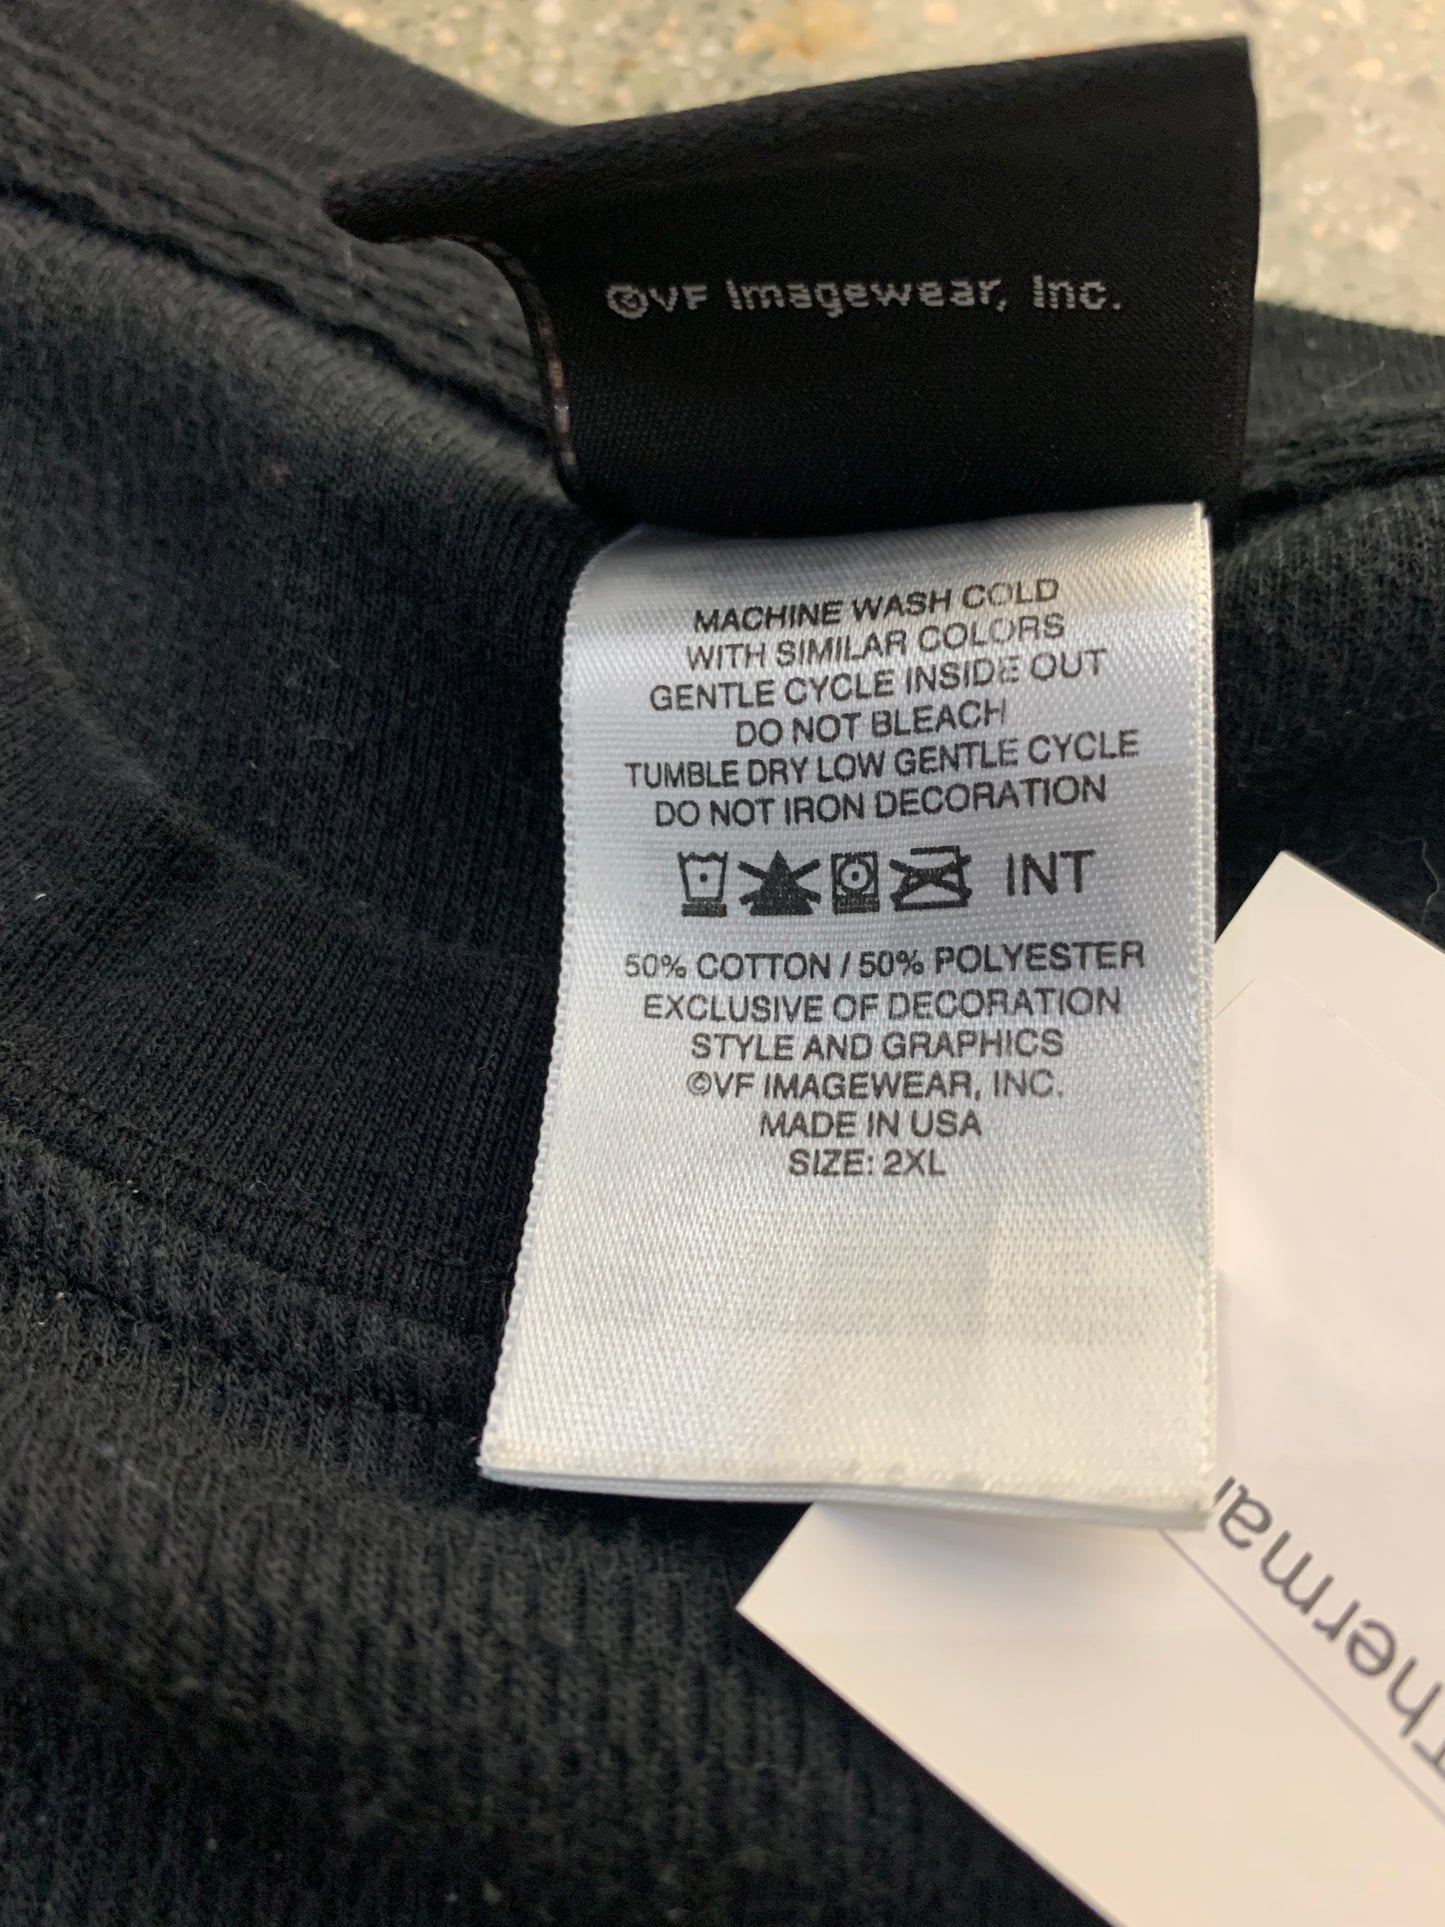 ©VF Imagewear, Inc.
MACHINE WASH COLD
WITH SIMILAR COLORS
GENTLE CYCLE INSIDE OUT
DO NOT BLEACH
TUMBLE DRY LOW GENTLE CYCLE
DO NOT IRON DECORATION
INT
50% COTTON / 50% POLYESTER
EXCLUSIVE OF DECORATION
STYLE AND GRAPHICS
©VF IMAGEWEAR, INC.
MADE IN USA
SIZE: 2XL
Thermal